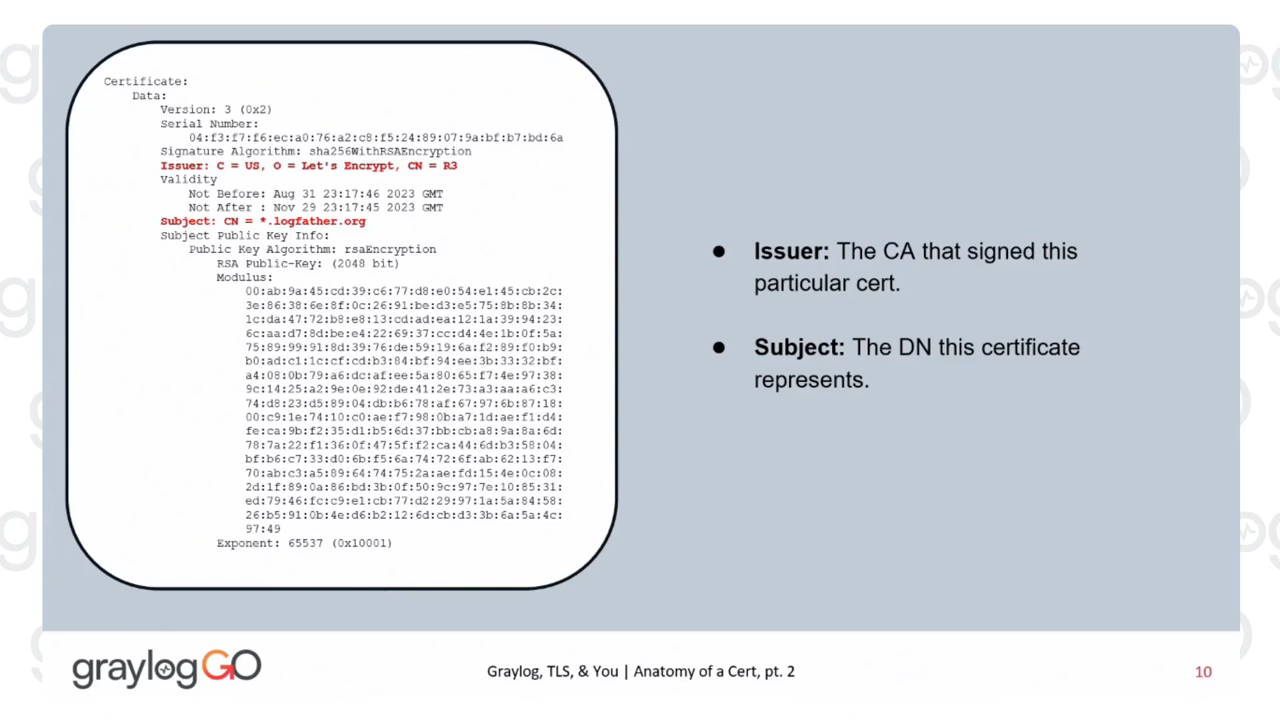 Certificate:
Data:
Version: 3 (0x2)
Serial Number:
04:f3:f7:f6:ec:a0:76:a2:c8:f5:24:89:07:9a:bf:b7:bd:6a
Signature Algorithm: sha256WithRSAEncryption
Issuer: C = US, O = Let's Encrypt, CN = R3
Validity
Not Before: Aug 31 23:17:46 2023 GMT
Not After : Nov 29 23:17:45 2023 GMT
Subject: CN = *.logfather.org
Subject Public Key Info:
Public Key Algorithm: rsaEncryption
RSA Public-Key: (2048 bit)
Modulus:
00:ab:9a:45:cd:39:c6:77:d8:e0:54:e1:45:cb:2c:
3e:86:38:6e:8f:0c:26:91:be:d3:e5:75:8b:8b:34:
1c:da:47:72:b8:e8:13:cd:ad:ea:12:1a:39:94:23:
6c:aa:d7:8d:be:e4:22:69:37:cc:d4:4e:1b:0f:5a:
75:89:99:91:8d:39:76:de:59:19:6a:f2:89:f0:b9:
b0:ad:c1:1c:cf:cd:b3:84:bf:94:ee:3b:33:32:bf:
a4:08:0b:79:a6:dc:af:ee:5a:80:65:f7:4e:97:38:
9c:14:25:a2:9e:0e:92:de:41:2e:73:a3:aa:a6:c3:
74:d8:23:d5:89:04:db:b6:78:af:67:97:6b:87:18:
00:c9:1e:74:10:c0:ae:f7:98:0b:a7:1d:ae:f1:d4:
fe:ca:9b:f2:35:d1:b5:6d:37:bb:cb:a8:9a:8a:6d:
78:7a:22:f1:36:0f:47:5f:f2:ca:44:6d:b3:58:04:
bf:b6:c7:33:d0:6b:f5:6a:74:72:6f:ab:62:13:f7:
70:ab:c3:a5:89:64:74:75:2a:ae:fd:15:4e:0c:08:
2d:1f:89:0a:86:bd:3b:0f:50:9c:97:7e:10:85:31:
ed:79:46:fc:c9:e1:cb:77:d2:29:97:1a:5a:84:58:
26:b5:91:0b:4e:d6:b2:12:6d:cb:d3:3b:6a:5a:4c:
97:49
Exponent: 65537 (0x10001)
● Issuer: The CA that signed this
particular cert.
● Subject: The DN this certificate
represents.
graylog GO
Graylog, TLS, & You | Anatomy of a Cert, pt. 2
10